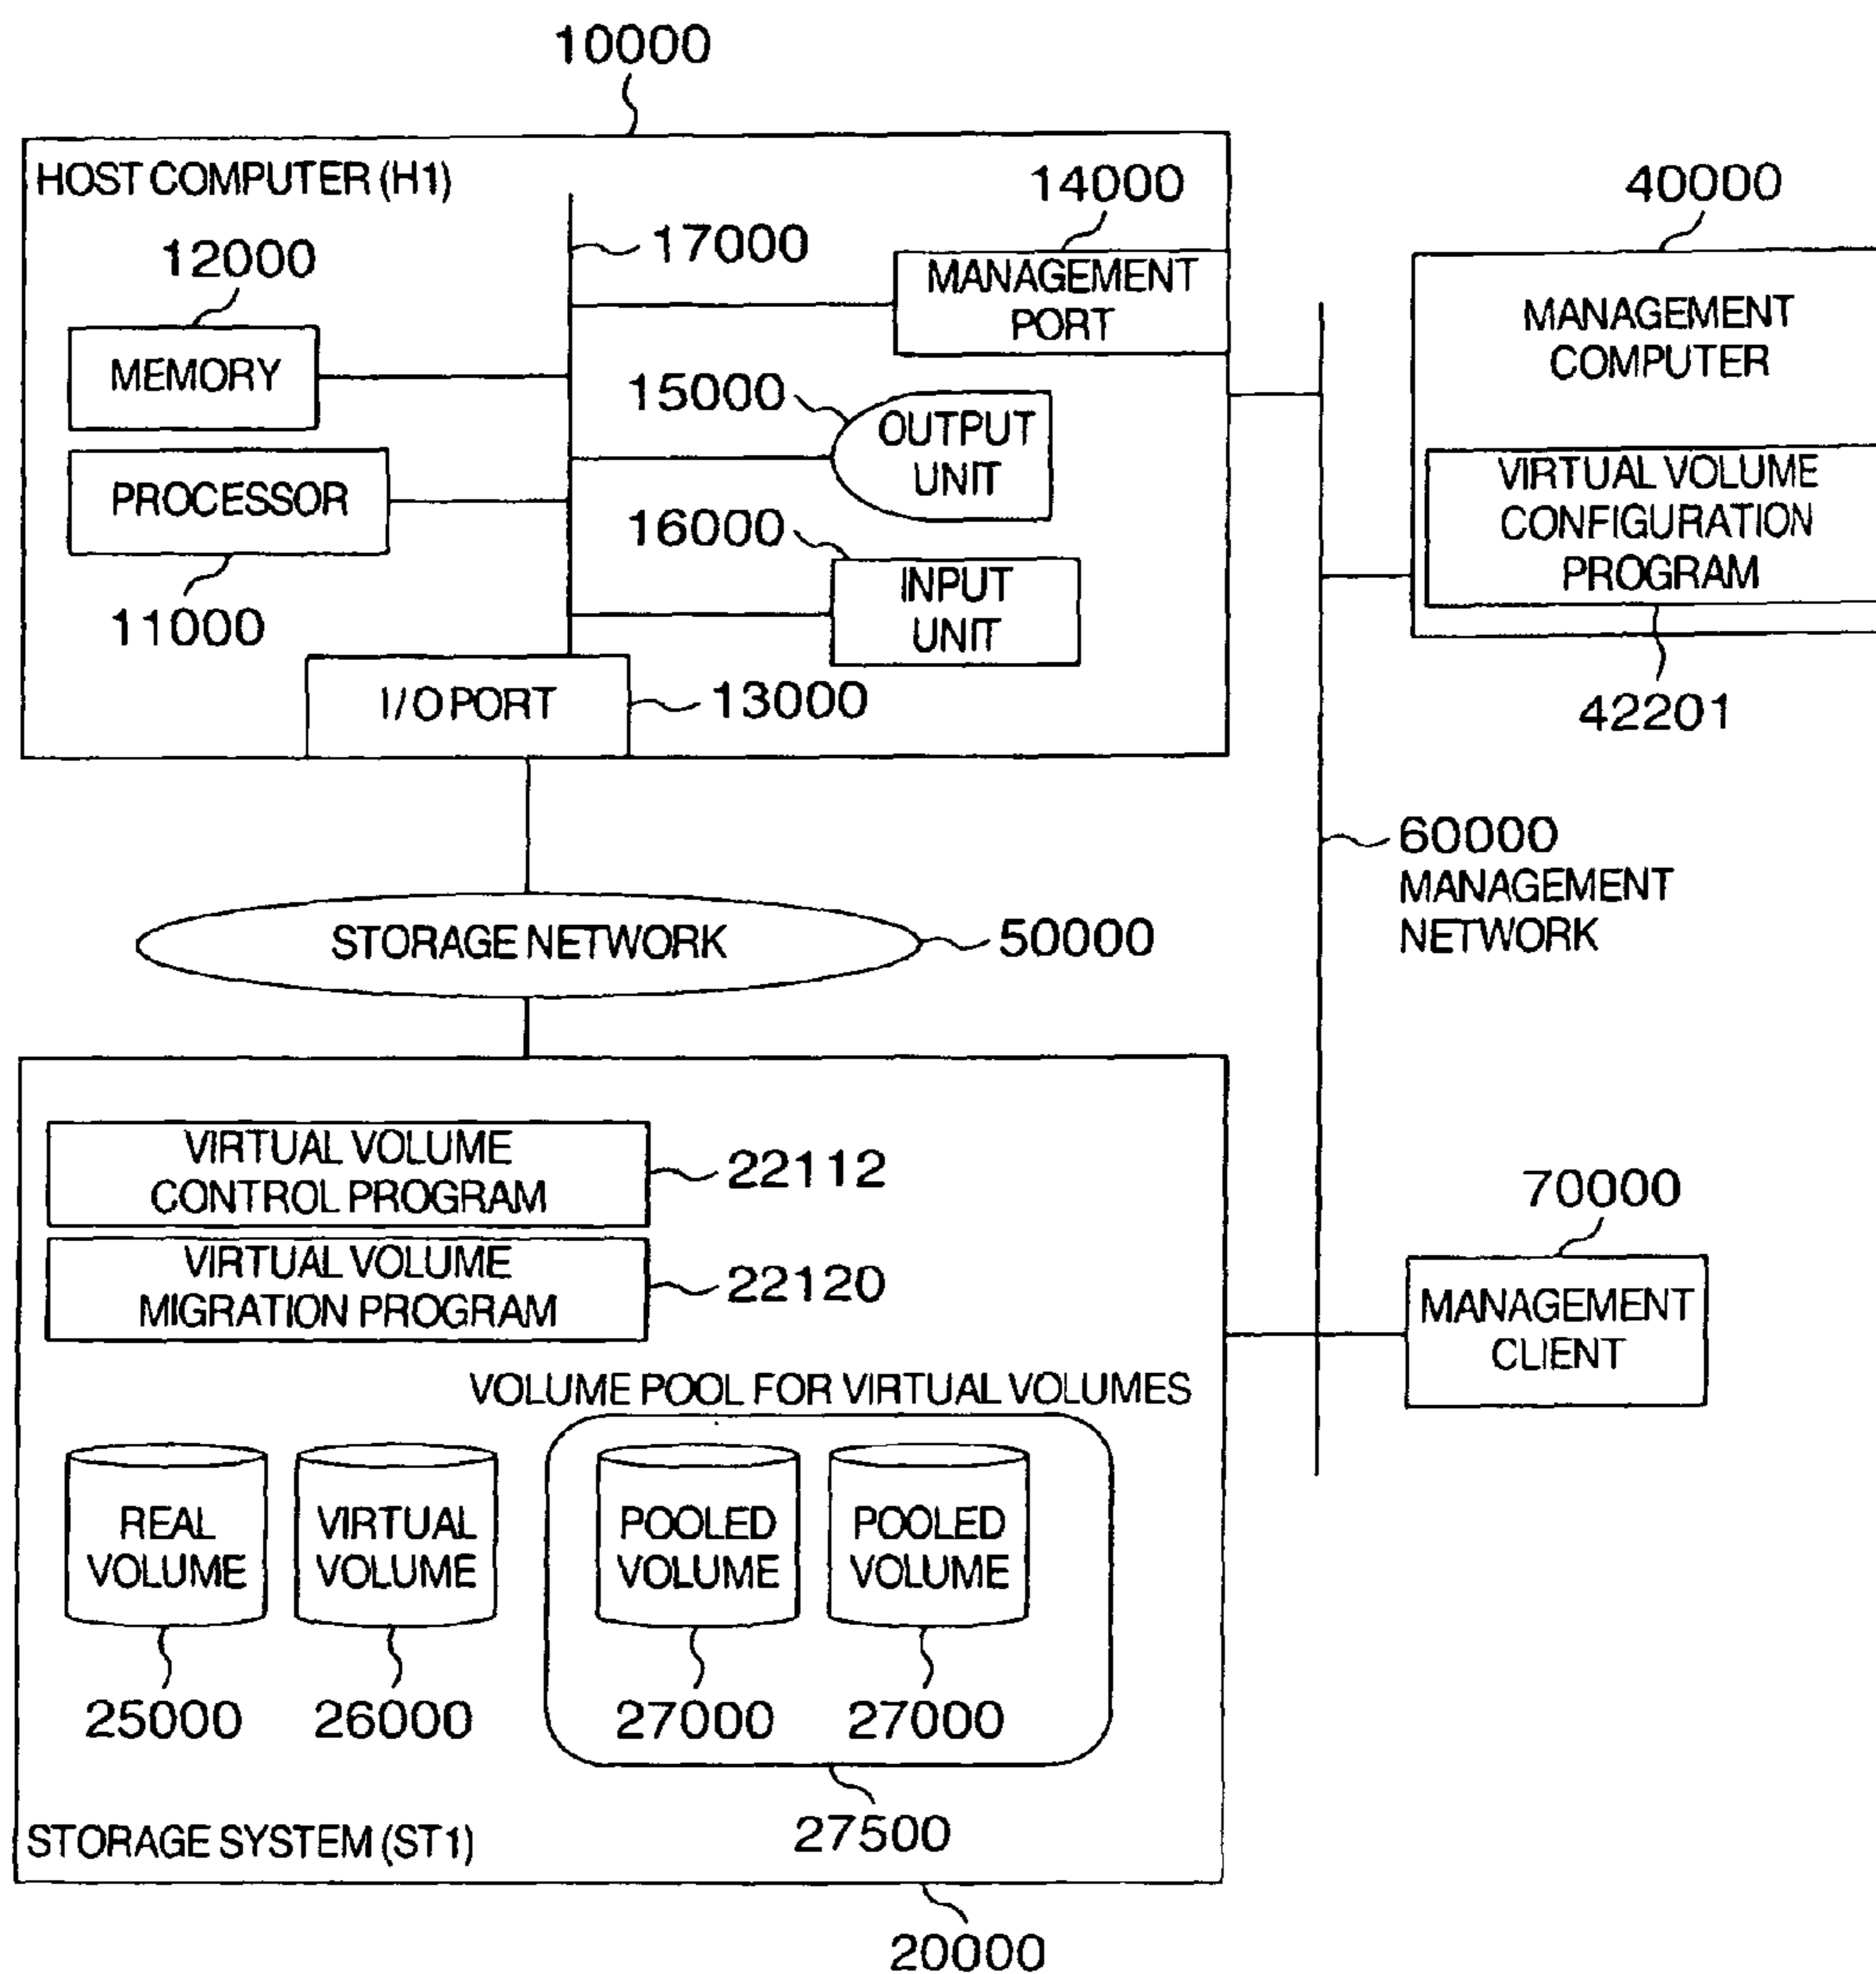 10000
HOST COMPUTER (H1)
14000
40000
17000
12000
MANAGEMENT
PORT
MANAGEMENT
COMPUTER
MEMORY
15000
OUTPUT
UNIT
VIRTUAL VOLUME
CONFIGURATION
PROGRAM
PROCESSOR
16000
INPUT
UNIT
11000
I/O PORT
13000
42201
60000
MANAGEMENT
NETWORK
STORAGE NETWORK
50000
VIRTUAL VOLUME
CONTROL PROGRAM
22112
70000
VIRTUAL VOLUME
MIGRATION PROGRAM
22120
MANAGEMENT
CLIENT
VOLUME POOL FOR VIRTUAL VOLUMES
REAL
VOLUME
VIRTUAL
VOLUME
POOLED
VOLUME
POOLED
VOLUME
25000
26000
27000
27000
27500
STORAGE SYSTEM (ST1)
20000